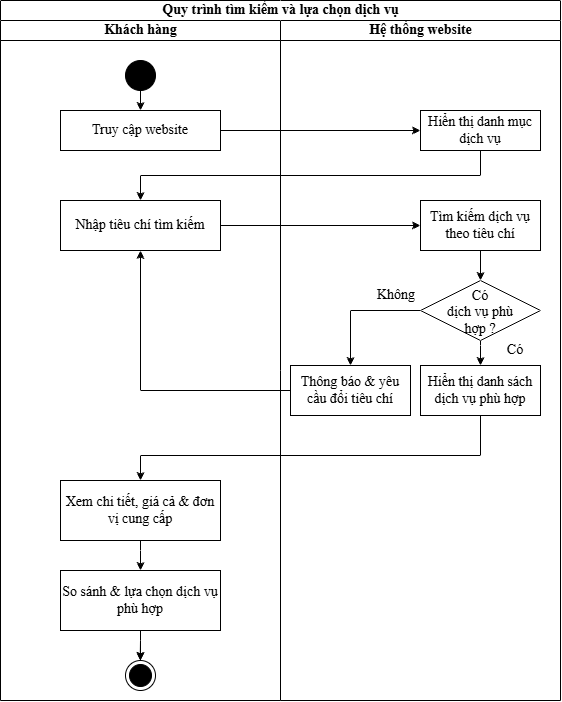 Quy trình tìm kiếm và lựa chọn dịch vụ
Khách hàng
Hệ thống website
Truy cập website
Hiển thị danh mục
dịch vụ
Nhập tiêu chí tìm kiếm
Tìm kiếm dịch vụ
theo tiêu chí
Không
Có
dịch vụ phù
hợp ?
Có
Thông báo & yêu
cầu đổi tiêu chí
Hiển thị danh sách
dịch vụ phù hợp
Xem chi tiết, giá cả & đơn
vị cung cấp
So sánh & lựa chọn dịch vụ
phù hợp